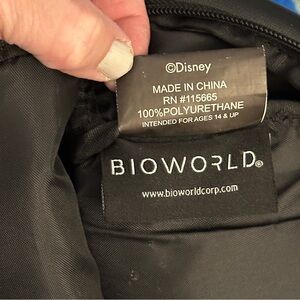 ©Disney
MADE IN CHINA
RN #115665
100%POLYURETHANE
INTENDED FOR AGES 14 & UP
BIOWORLD®
www.bioworldcorp.com